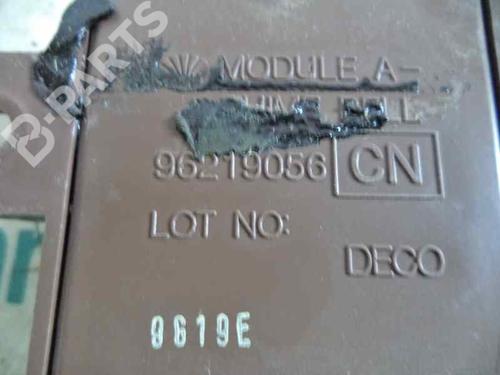 B-PARTS
MODULE A-
96219056 CN
LOT NO:
DECO
9619E